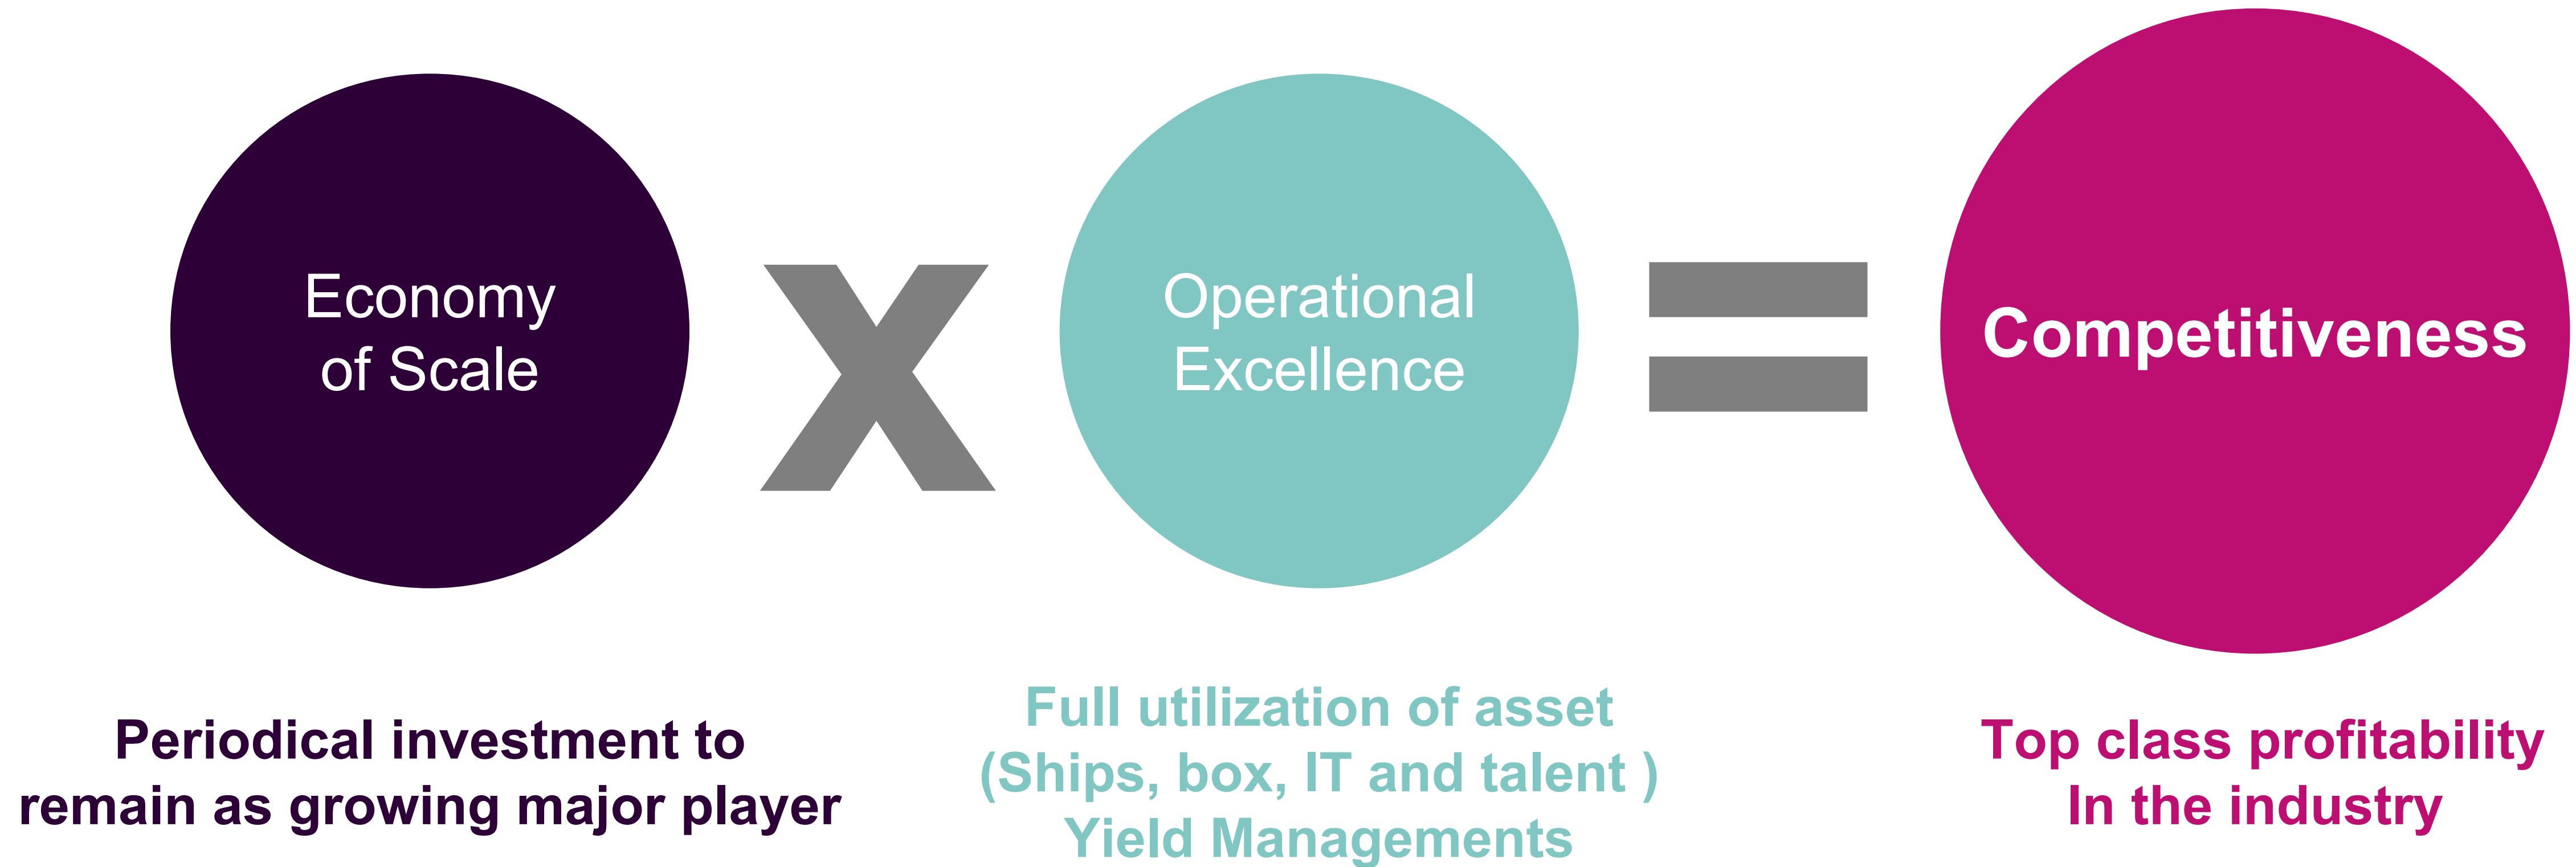 Economy
of Scale
x
Operational
Excellence
=
Competitiveness
Periodical investment to
remain as growing major player
Full utilization of asset
(Ships, box, IT and talent )
Yield Managements
Top class profitability
In the industry